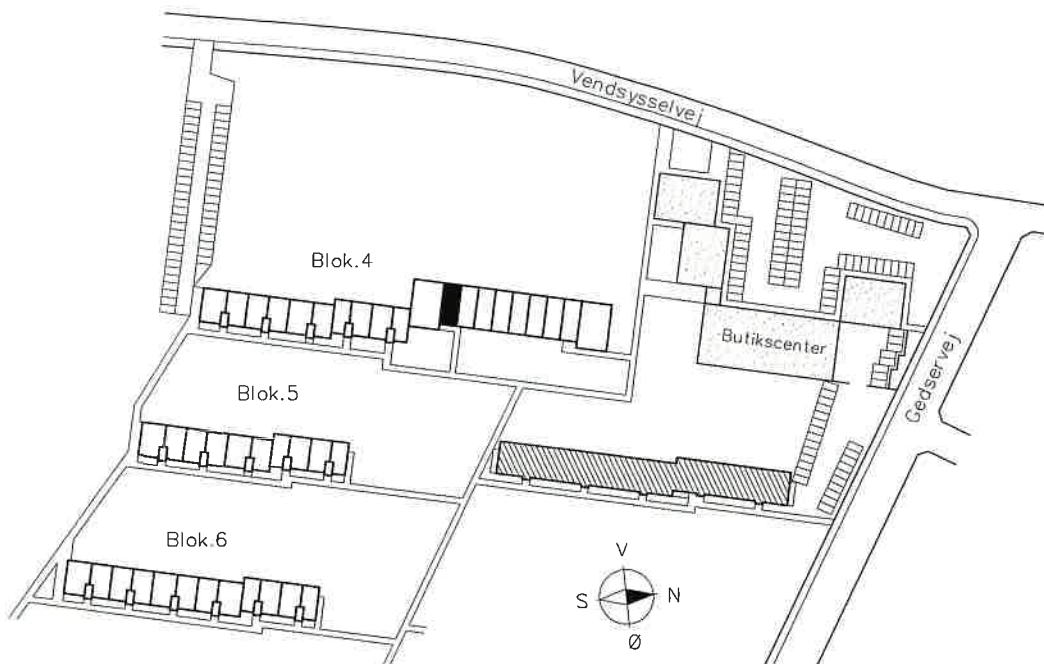 Vendsysselvej
Blok.4
Butikscenter
Gedservej
Blok.5
Blok.6
V
S
N
Ø